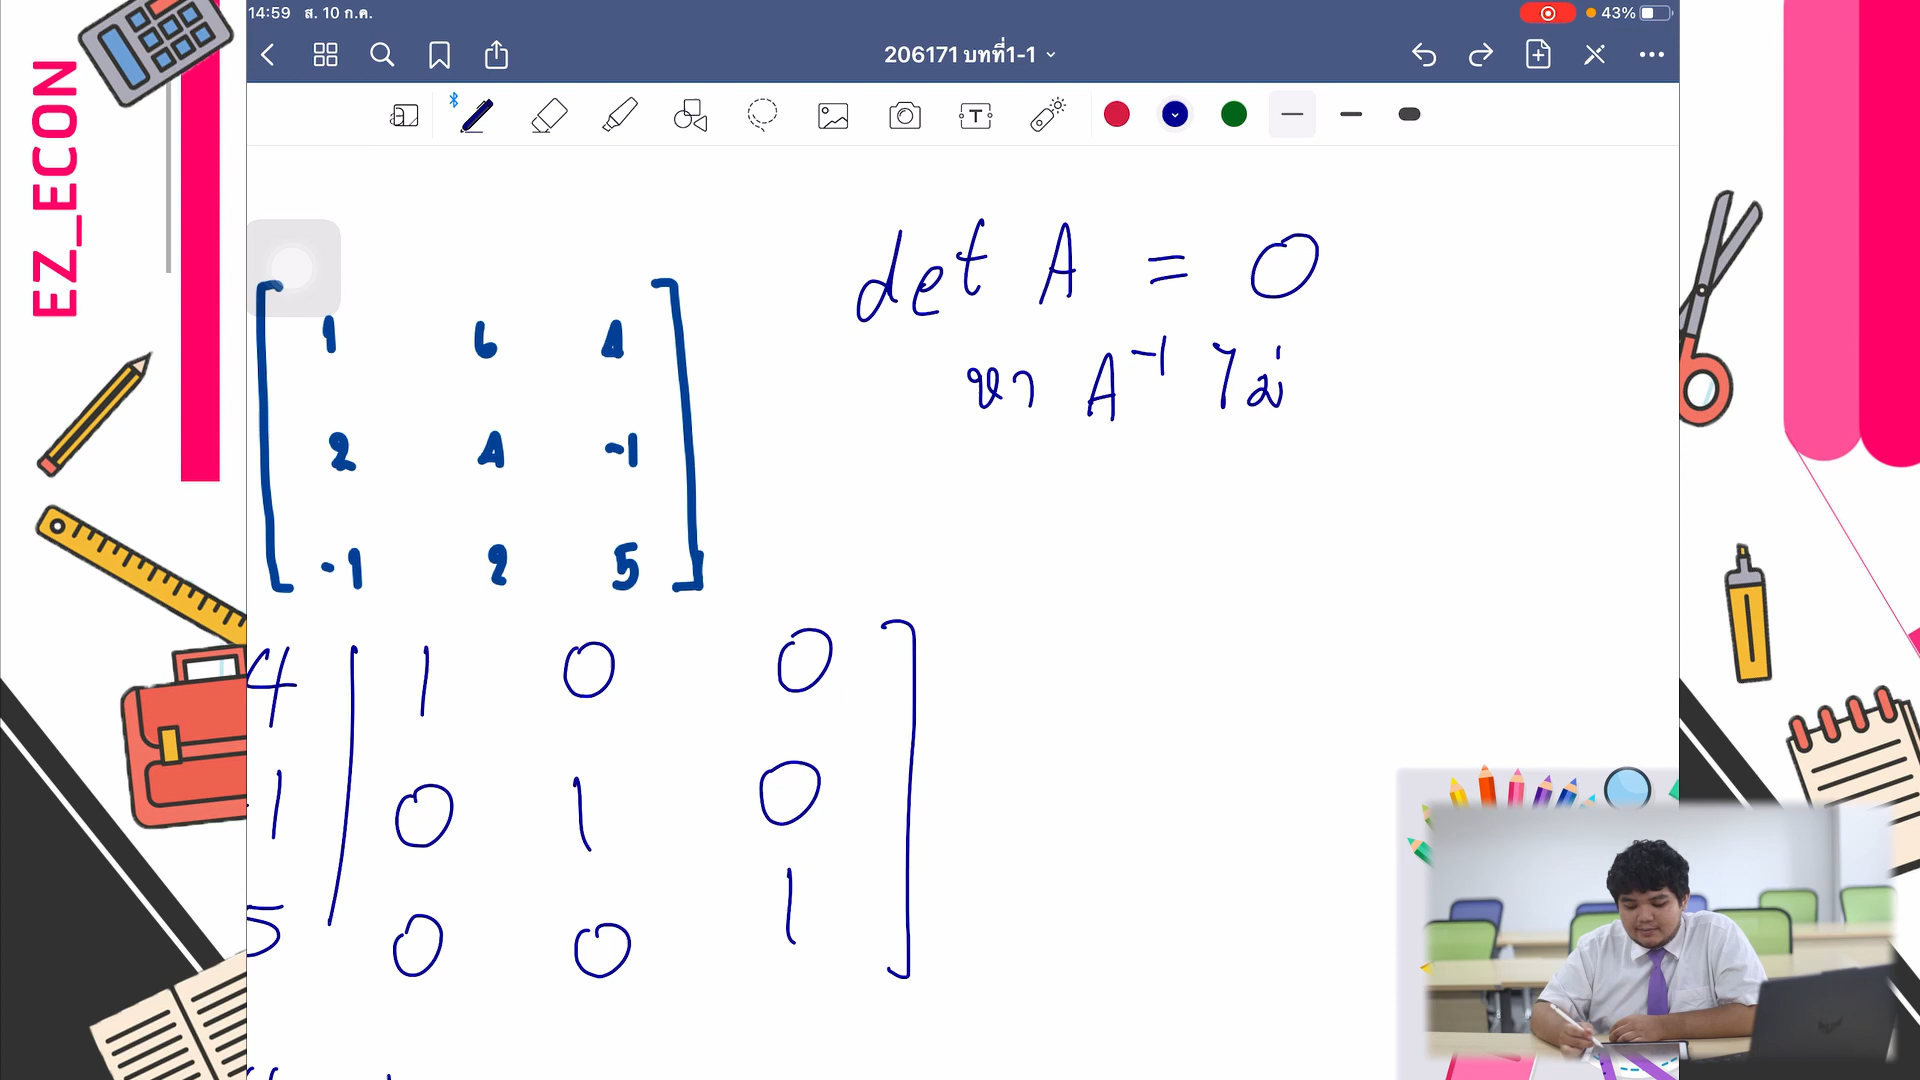 14:59 ส. 10 ก.ค.
43%
206171 บทที่1-1
T
EZ_ECON
det A = 0
หา A⁻¹ ไม่
1 6 4
2 4 -1
-1 2 5
4 | 1 0 0
1 | 0 1 0
5 | 0 0 1